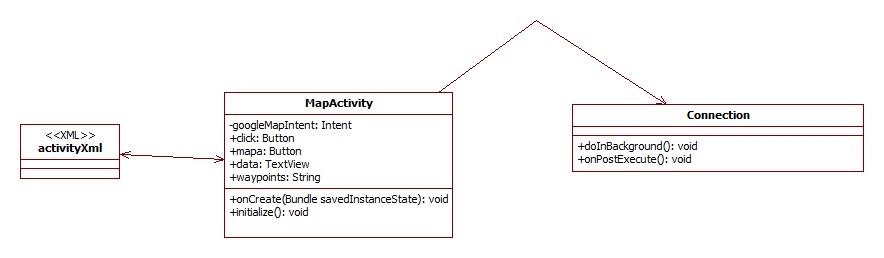 <<XML>>
activityXml
MapActivity
-googleMapIntent: Intent
+click: Button
+mapa: Button
+data: TextView
+waypoints: String
+onCreate(Bundle savedInstanceState): void
+initialize(): void
Connection
+doInBackground(): void
+onPostExecute(): void